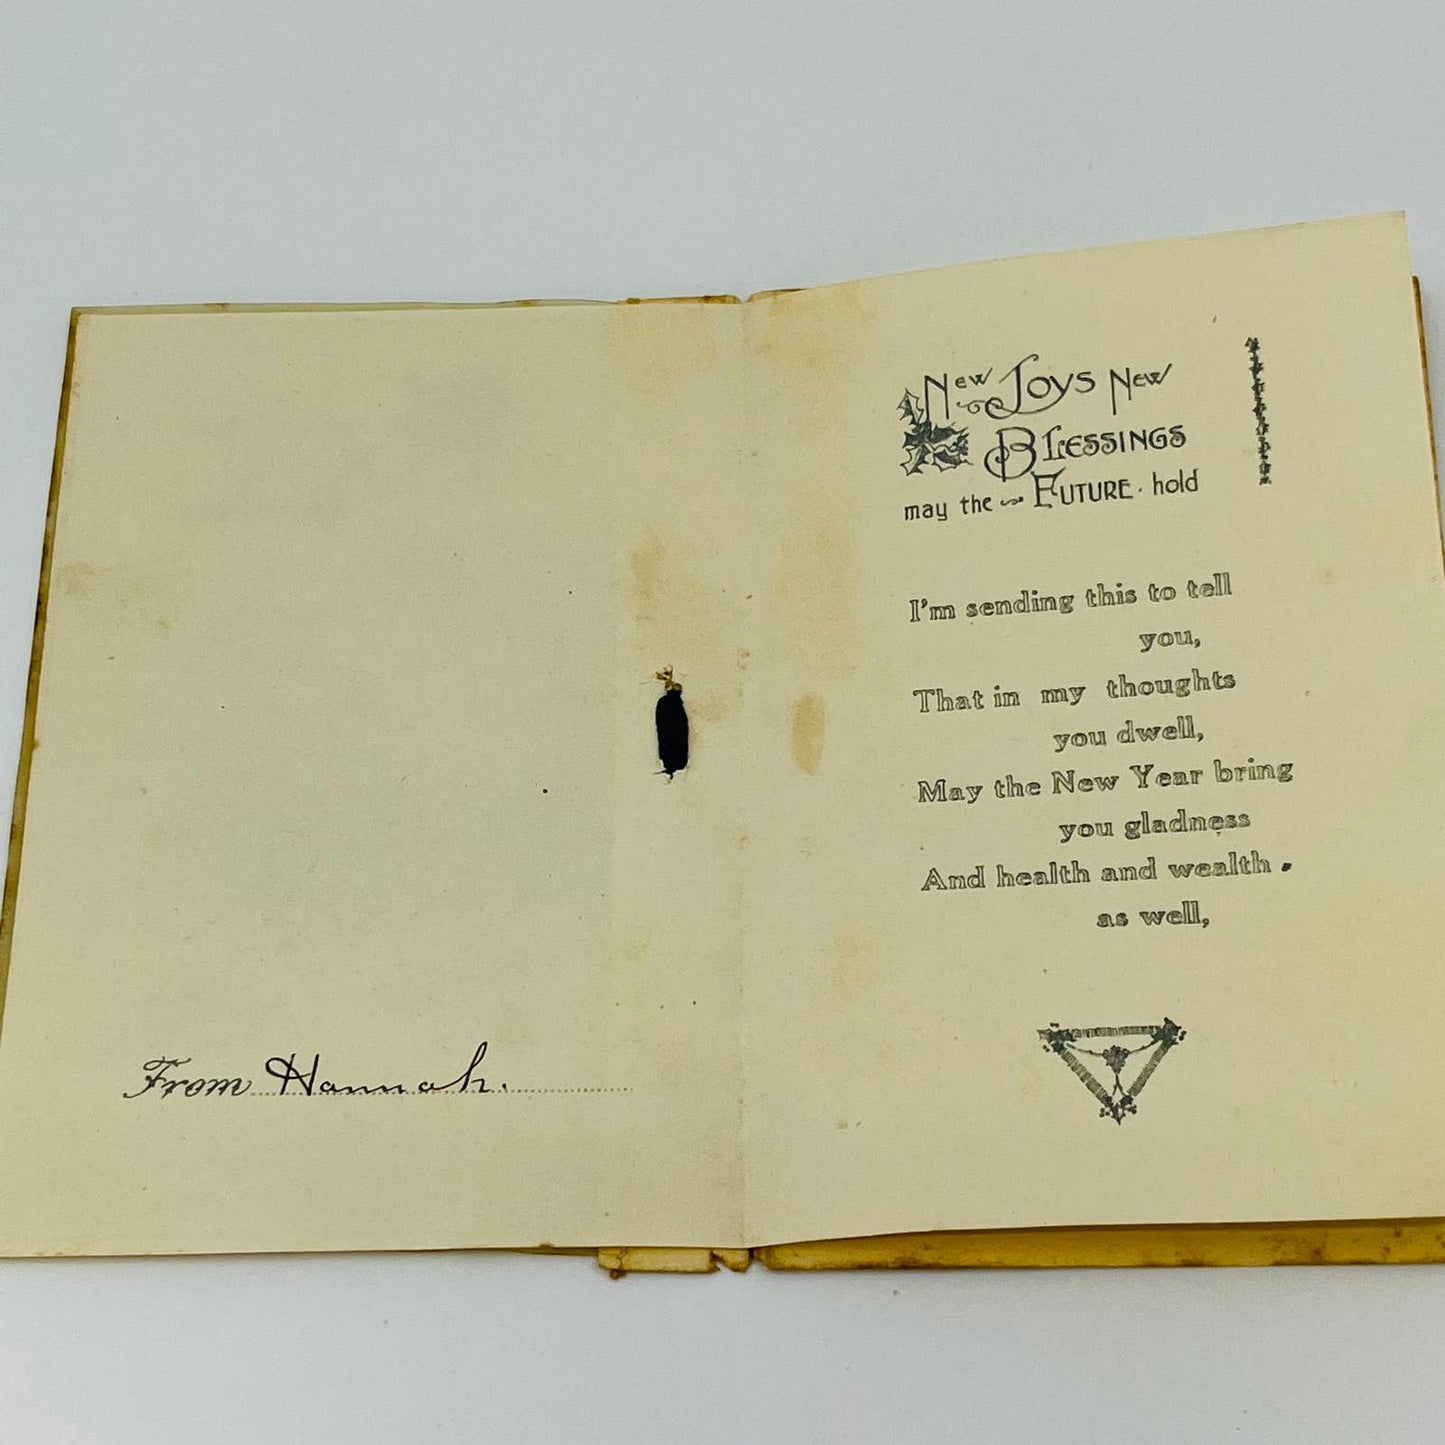 From Hannah.
New Joys New
Blessings
may the Future · hold
I'm sending this to tell
you,
That in my thoughts
you dwell,
May the New Year bring
you gladness
And health and wealth
as well,